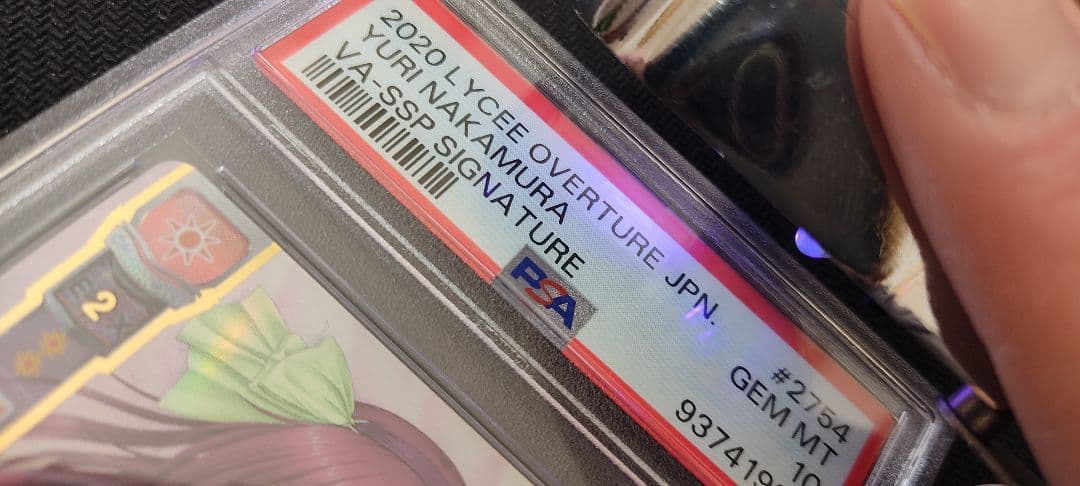 2020 LYCEE OVERTURE JPN.
YURI NAKAMURA
VA-SSP SIGNATURE
#2754
GEM MT
10
PSA
E 2 X